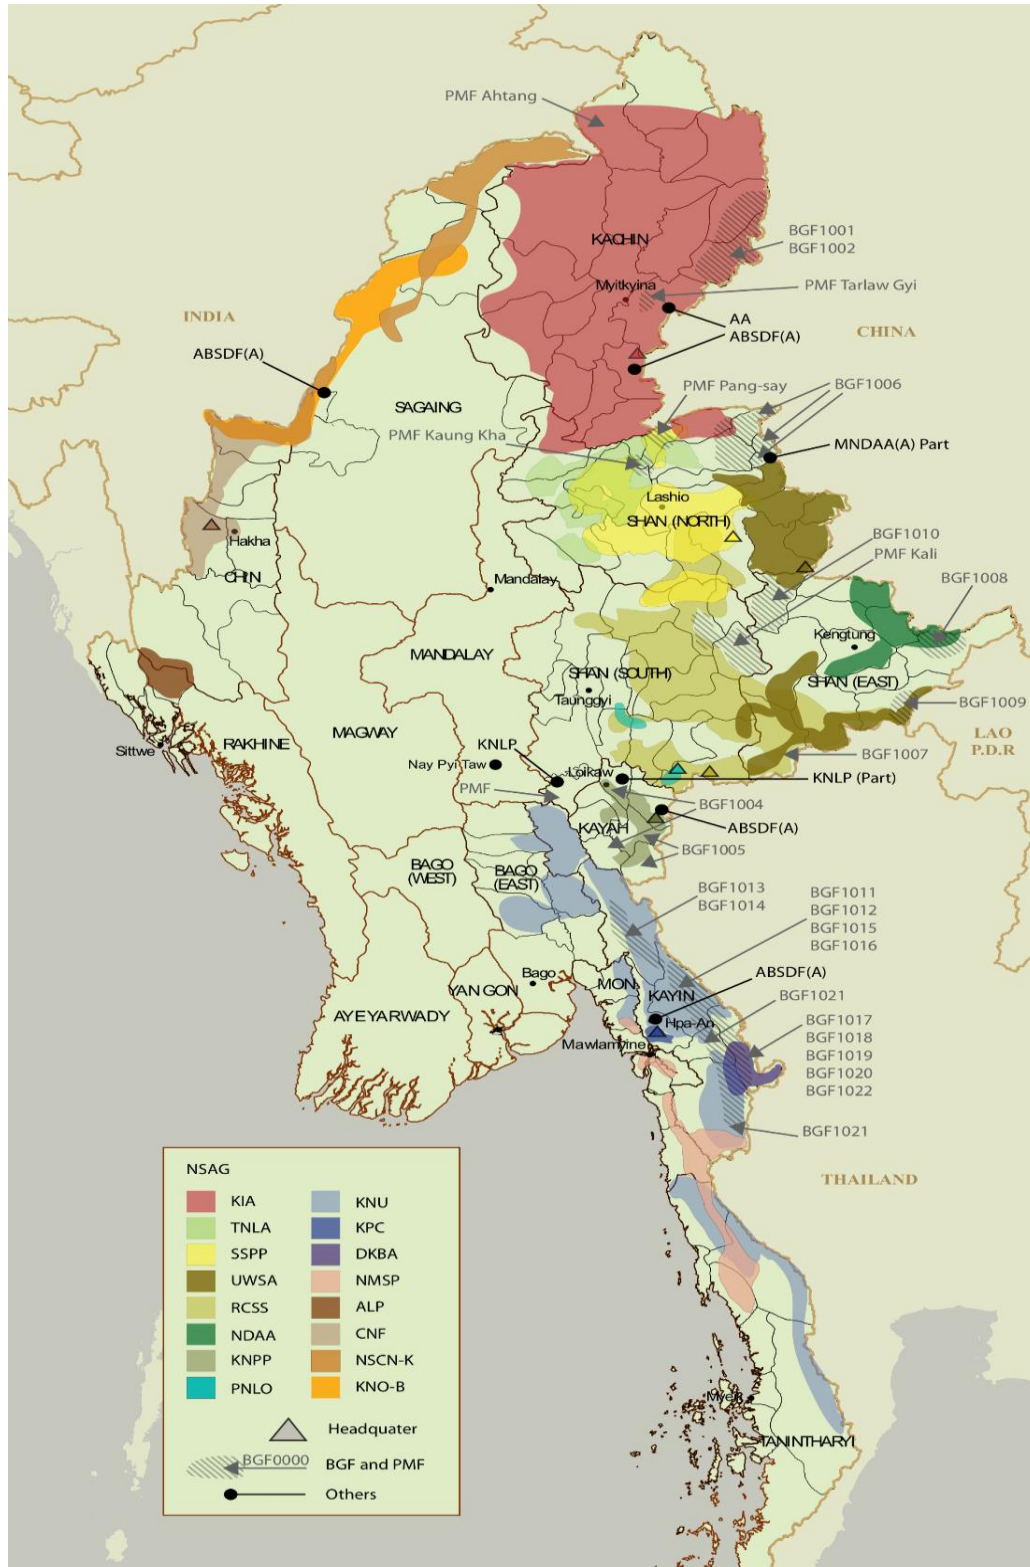 PMF Ahtang
BGF1001
BGF1002
KACHIN
Myitkyina
PMF Tarlaw Gyi
INDIA
AA
ABSDF(A)
CHINA
ABSDF(A)
PMF Pang-say
BGF1006
SAGAING
PMF Kaung Kha
MNDAA(A) Part
Lashio
SHAN (NORTH)
BGF1010
PMF Kali
Hakha
CHIN
Mandalay
BGF1008
Kengtung
MANDALAY
SHAN (SOUTH)
SHAN (EAST)
Taunggyi
BGF1009
MAGWAY
Sittwe
RAKHINE
LAO
P.D.R
KNLP
BGF1007
Nay Pyi Taw
Loikaw
KNLP (Part)
PMF
BGF1004
KAYAH
ABSDF(A)
BGF1005
BAGO
(WEST)
BAGO
(EAST)
BGF1013
BGF1014
BGF1011
BGF1012
BGF1015
BGF1016
Bago
MON
ABSDF(A)
YANGON
KAYIN
BGF1021
AYEYARWADY
Hpa-An
Mawlamyine
BGF1017
BGF1018
BGF1019
BGF1020
BGF1022
BGF1021
THAILAND
NSAG
KIA
KNU
TNLA
KPC
SSPP
DKBA
UWSA
NMSP
RCSS
ALP
NDAA
CNF
KNPP
NSCN-K
PNLO
KNO-B
Headquater
BGF0000
BGF and PMF
Others
Myeik
TANINTHARYI